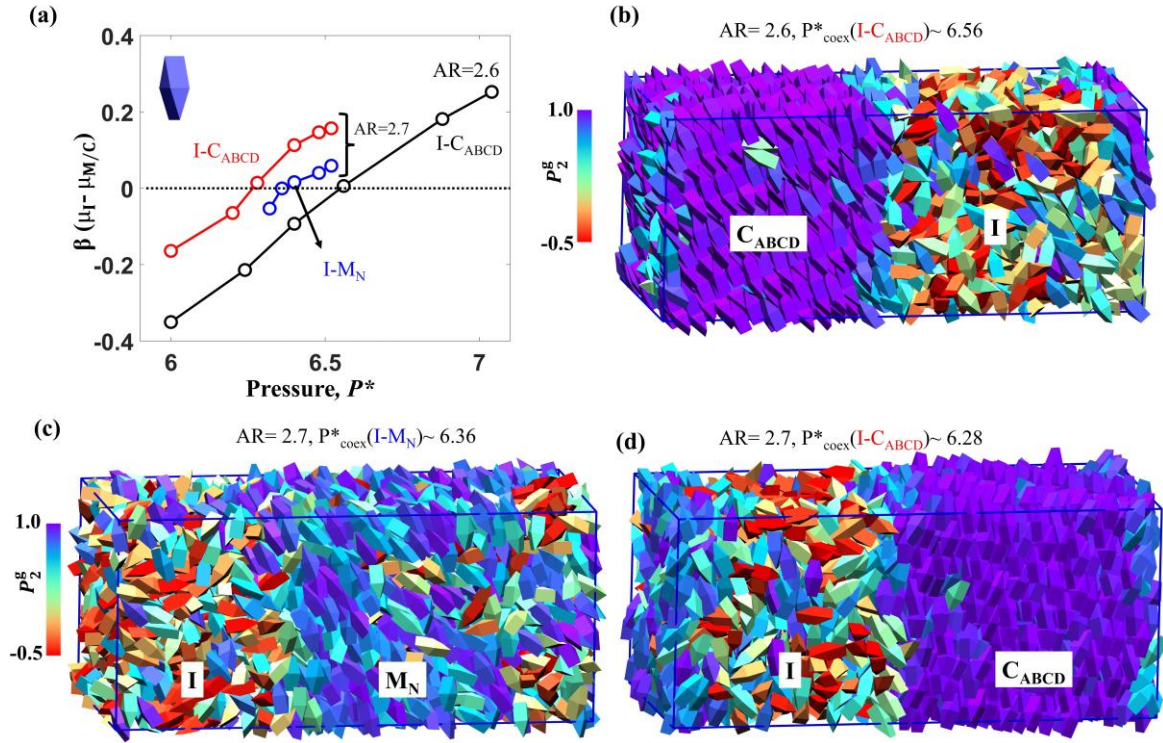 (a)
0.4
0.2
0
-0.2
-0.4
β (μI- μM/C)
AR=2.6
I-CABCD
AR=2.7
I-CABCD
I-MN
6
6.5
7
Pressure, P*
(b)
AR= 2.6, P*coex(I-CABCD)~ 6.56
1.0
P2g
-0.5
CABCD
I
(c)
AR= 2.7, P*coex(I-MN)~ 6.36
1.0
P2g
-0.5
I
MN
(d)
AR= 2.7, P*coex(I-CABCD)~ 6.28
I
CABCD